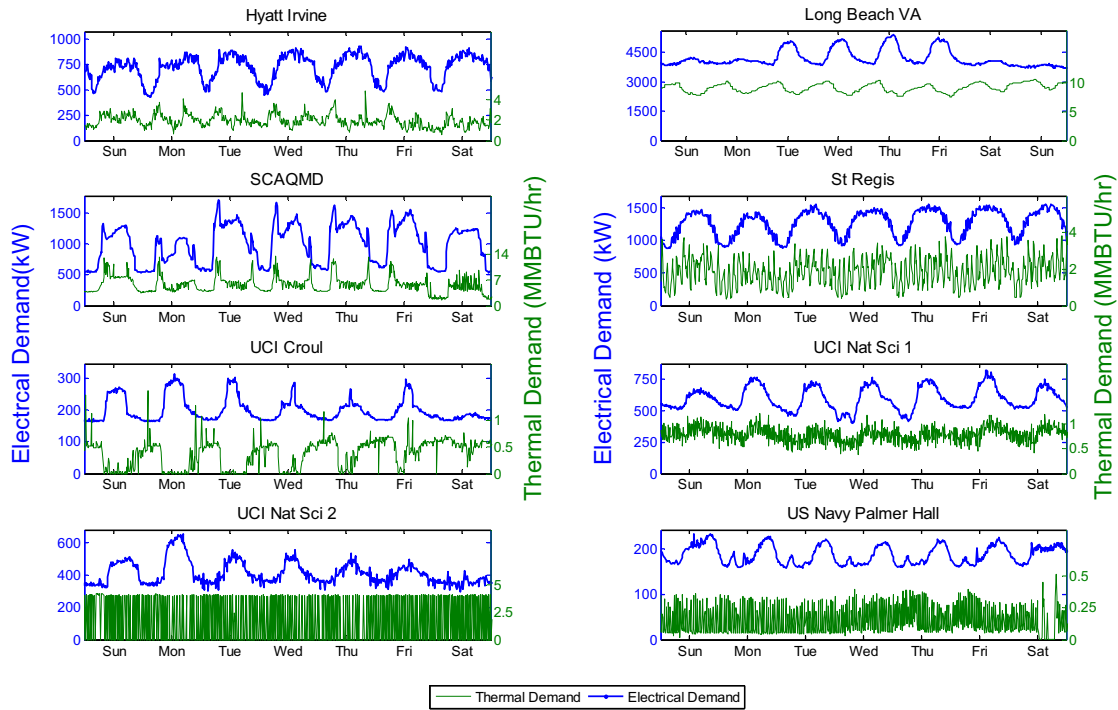 Hyatt Irvine
1000
750
500
250
0
4
2
0
Sun Mon Tue Wed Thu Fri Sat
Long Beach VA
4500
3000
1500
0
10
5
0
Sun Mon Tue Wed Thu Fri Sat Sun
SCAQMD
1500
1000
500
0
14
7
0
Sun Mon Tue Wed Thu Fri Sat
St Regis
1500
1000
500
0
4
2
0
Sun Mon Tue Wed Thu Fri Sat
Electrcal Demand(kW)
Thermal Demand (MMBTU/hr)
Electrical Demand (kW)
Thermal Demand (MMBTU/hr)
UCI Croul
300
200
100
0
1
0.5
0
Sun Mon Tue Wed Thu Fri Sat
UCI Nat Sci 1
750
500
250
0
1
0.5
0
Sun Mon Tue Wed Thu Fri Sat
UCI Nat Sci 2
600
400
200
0
5
2.5
0
Sun Mon Tue Wed Thu Fri Sat
US Navy Palmer Hall
200
100
0
0.5
0.25
0
Sun Mon Tue Wed Thu Fri Sat
Thermal Demand Electrical Demand